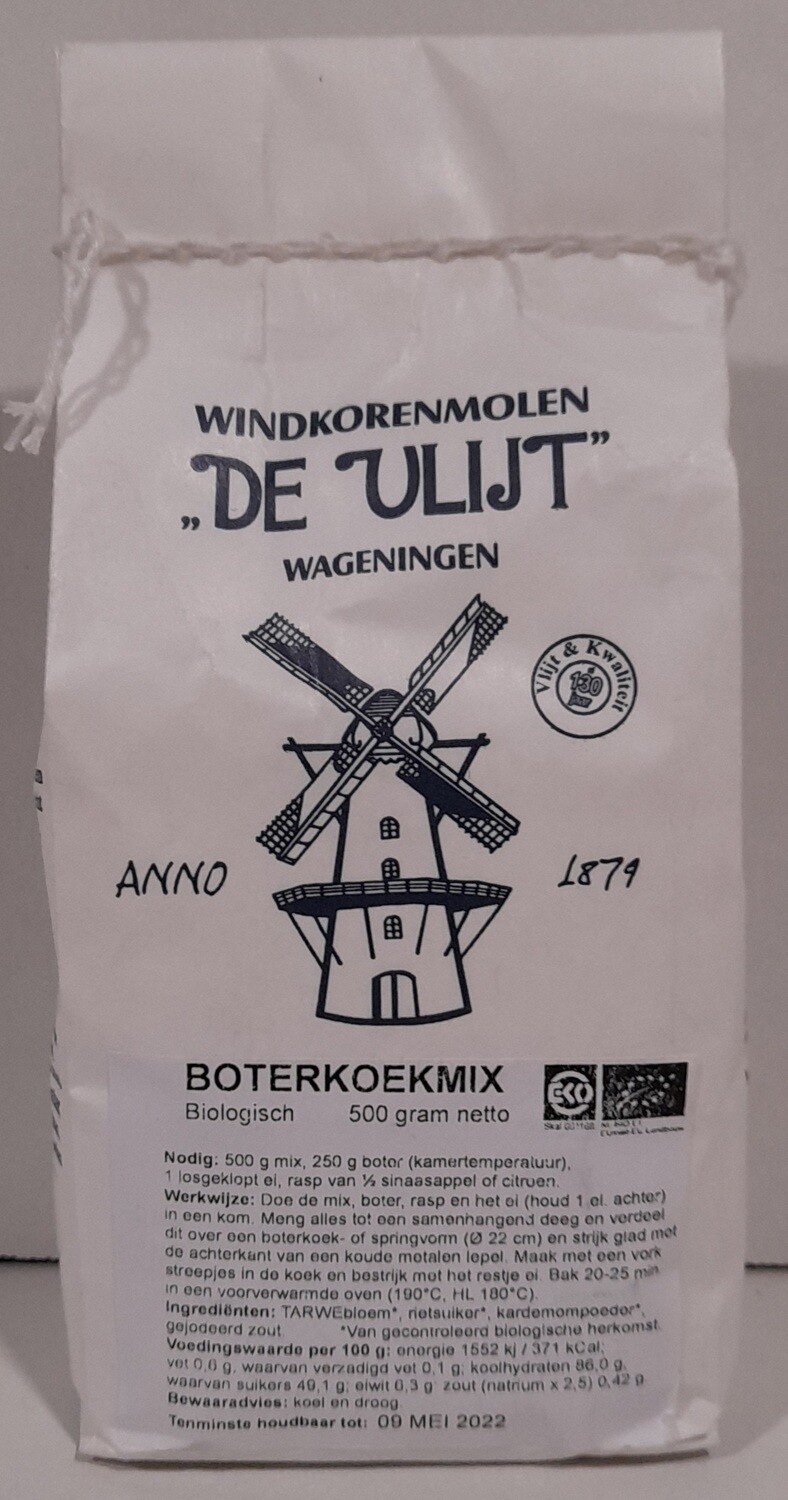 WINDKORENMOLEN
„DE VLIJT”
WAGENINGEN
Vlijt & Kwaliteit
130
jaar
ANNO 1879
BOTERKOEKMIX
Biologisch 500 gram netto
EKO
Nodig: 500 g mix, 250 g boter (kamertemperatuur),
1 losgeklopt ei, rasp van ½ sinaasappel of citroen.
Werkwijze: Doe de mix, boter, rasp en het ei (houd 1 el. achter)
in een kom. Meng alles tot een samenhangend deeg en verdeel
dit over een boterkoek- of springvorm (Ø 22 cm) en strijk glad met
de achterkant van een koude metalen lepel. Maak met een vork
streepjes in de koek en bestrijk met het restje ei. Bak 20-25 min
in een voorverwarmde oven (190°C, HL 180°C).
Ingrediënten: TARWEbloem*, rietsuiker*, kardemompoeder*,
gejodeerd zout. *Van gecontroleerd biologische herkomst.
Voedingswaarde per 100 g: energie 1552 kj / 371 kCal;
vet 0,6 g, waarvan verzadigd vet 0,1 g; koolhydraten 86,0 g,
waarvan suikers 49,1 g; eiwit 6,3 g zout (natrium x 2,5) 0,42 g
Bewaaradvies: koel en droog.
Tenminste houdbaar tot: 09 MEI 2022